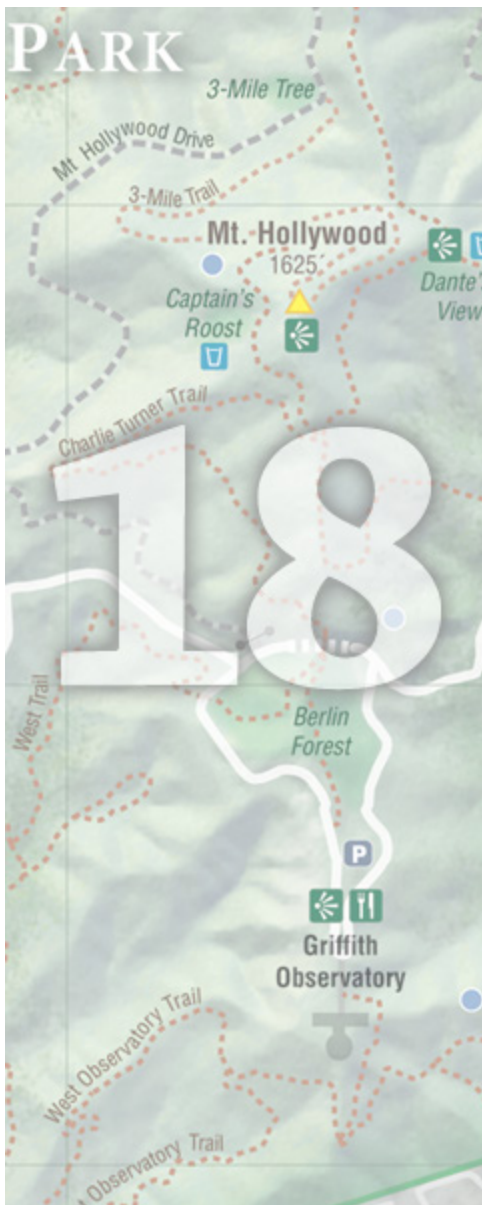 PARK
3-Mile Tree
Mt. Hollywood Drive
3-Mile Trail
Mt. Hollywood
1625´
Captain's
Roost
Dante's
View
Charlie Turner Trail
18
West Trail
Berlin
Forest
P
Griffith
Observatory
West Observatory Trail
Observatory Trail